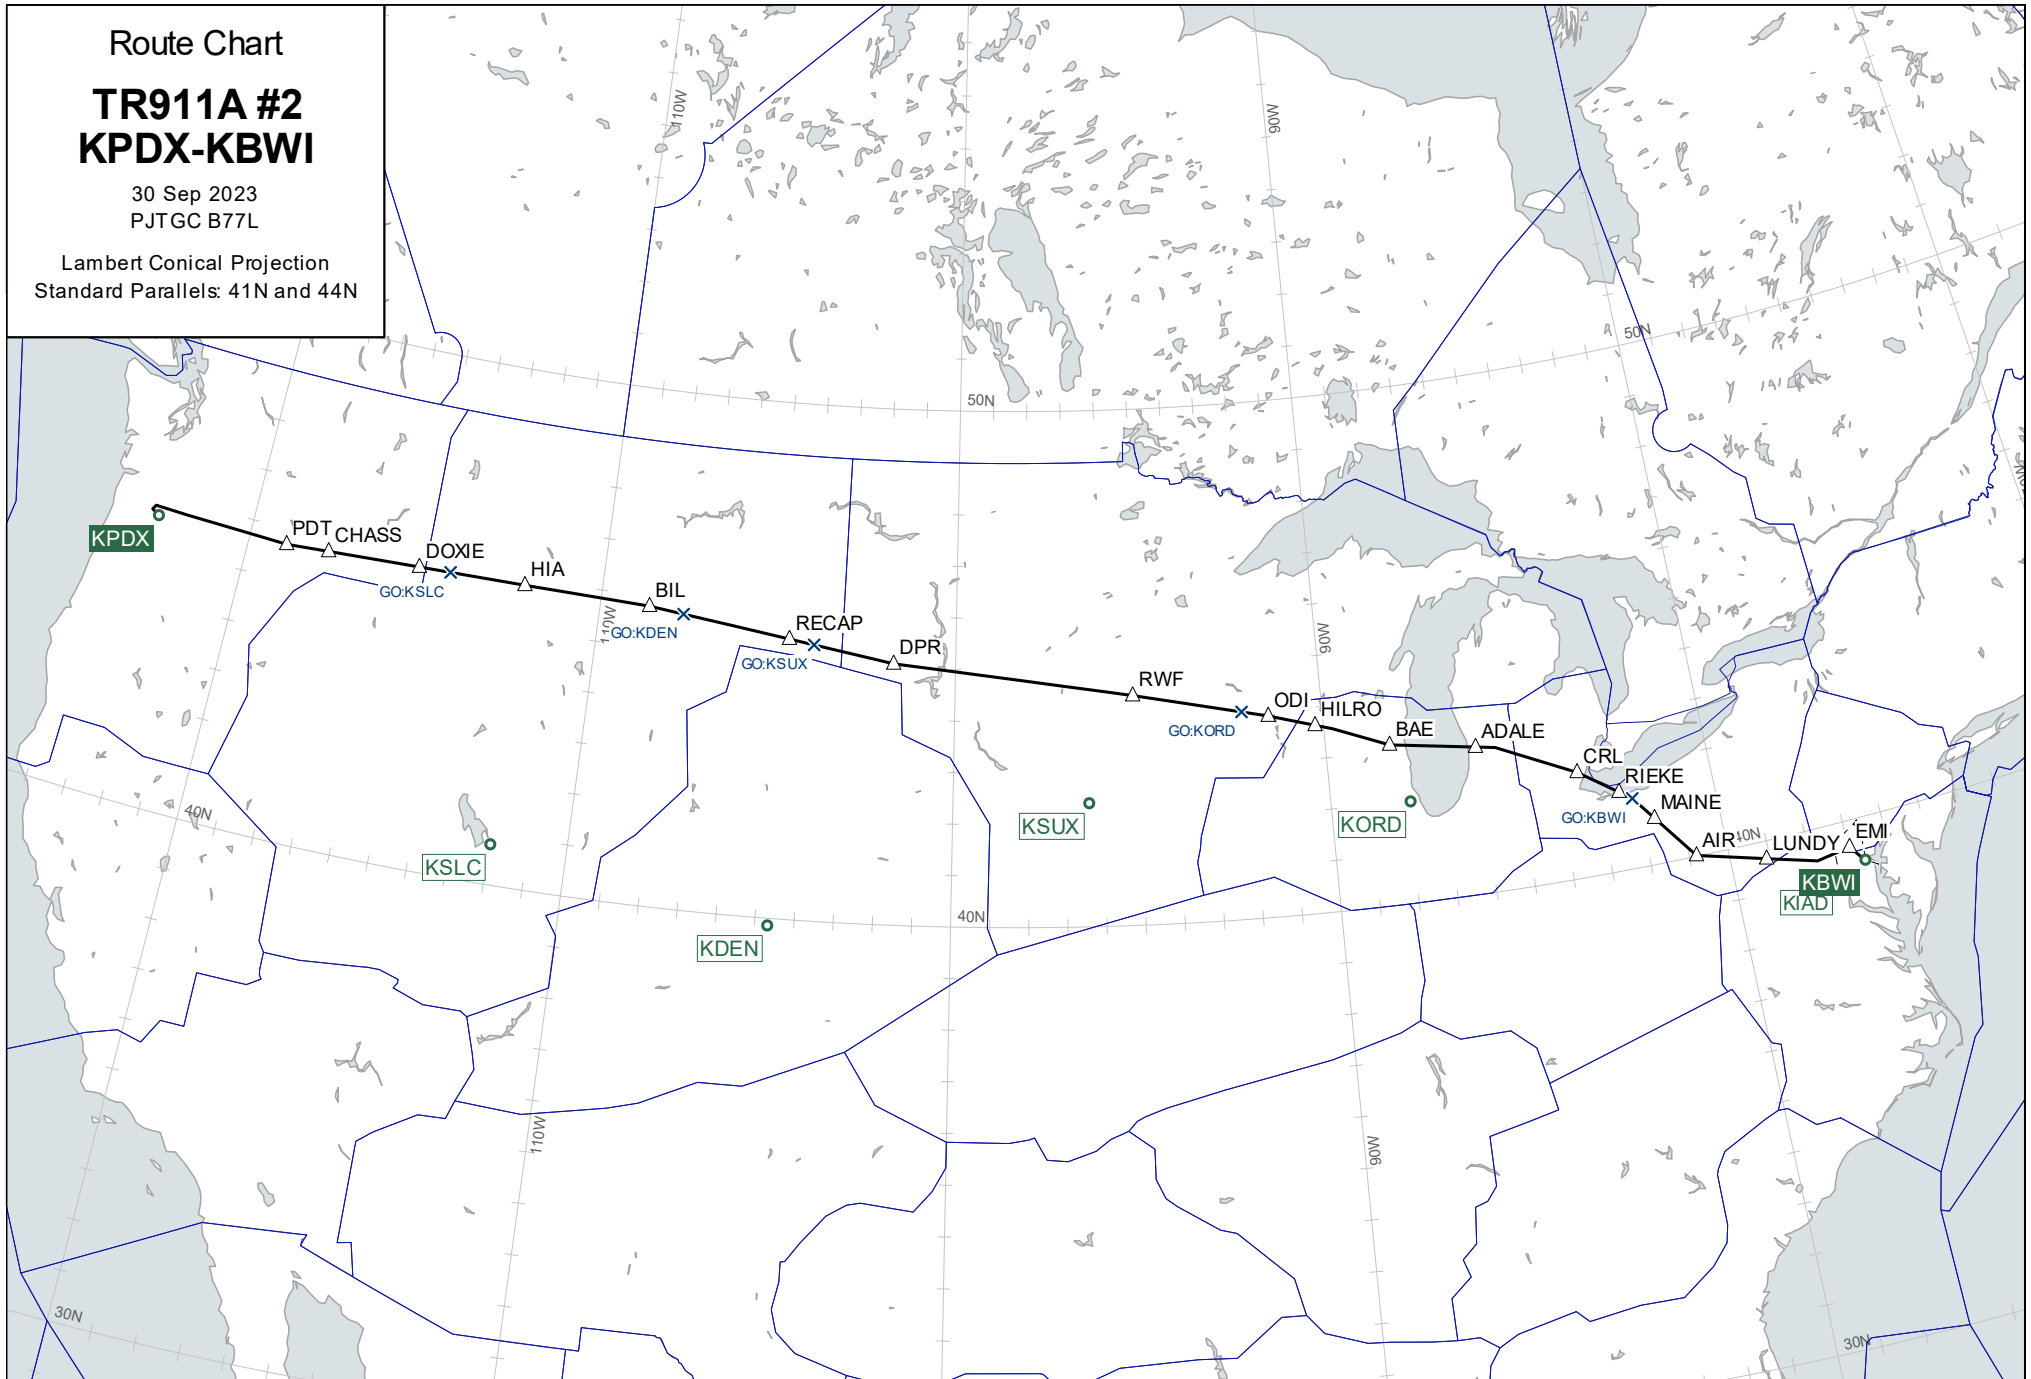 Route Chart
TR911A #2
KPDX-KBWI
30 Sep 2023
PJTGC B77L
Lambert Conical Projection
Standard Parallels: 41N and 44N
110W
90W
50N
50N
KPDX
PDT
CHASS
DOXIE
GO:KSLC
HIA
BIL
110W
GO:KDEN
RECAP
GO:KSUX
DPR
90W
RWF
ODI
HILRO
GO:KORD
BAE
ADALE
CRL
RIEKE
GO:KBWI
MAINE
AIR
40N
LUNDY
EMI
KBWI
KIAD
40N
KSLC
KDEN
40N
KSUX
KORD
110W
90W
30N
30N